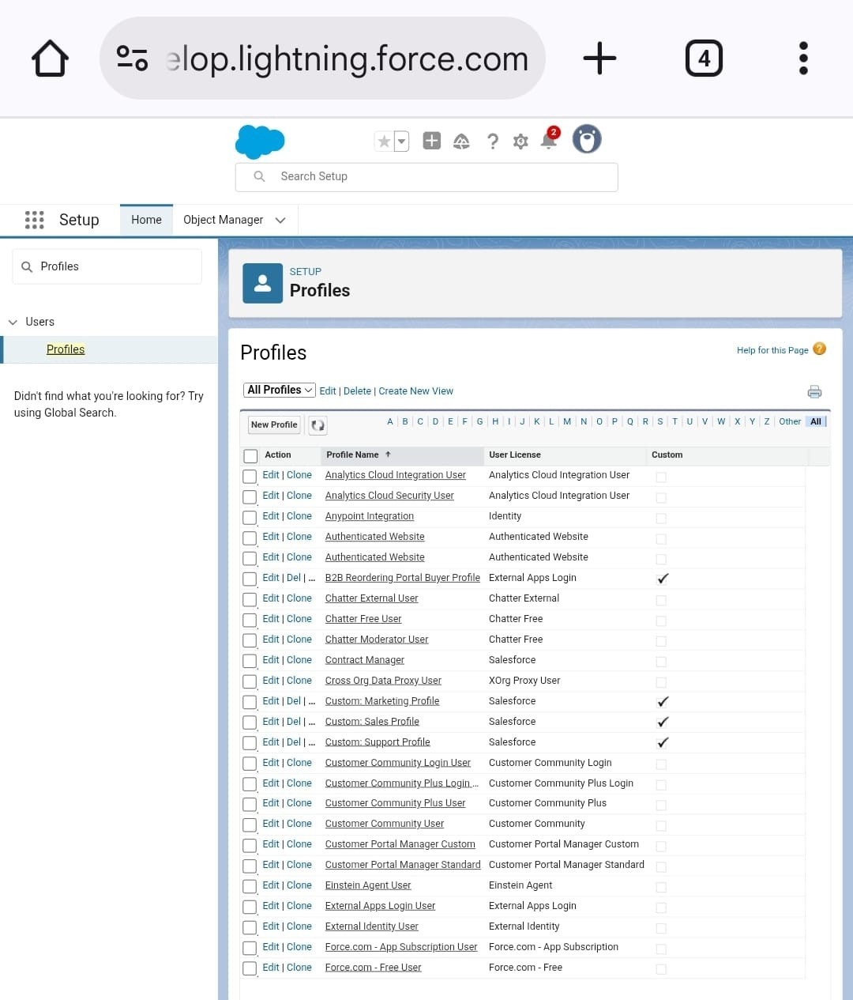 elop.lightning.force.com
4
2
Search Setup
Setup Home Object Manager
Profiles
Users
Profiles
Didn't find what you're looking for? Try
using Global Search.
SETUP
Profiles
Profiles
Help for this Page ?
All Profiles Edit | Delete | Create New View
New Profile A | B | C | D | E | F | G | H | I | J | K | L | M | N | O | P | Q | R | S | T | U | V | W | X | Y | Z | Other | All |
Action Profile Name ↑ User License Custom
Edit | Clone Analytics Cloud Integration User Analytics Cloud Integration User
Edit | Clone Analytics Cloud Security User Analytics Cloud Integration User
Edit | Clone Anypoint Integration Identity
Edit | Clone Authenticated Website Authenticated Website
Edit | Clone Authenticated Website Authenticated Website
Edit | Del | ... B2B Reordering Portal Buyer Profile External Apps Login
Edit | Clone Chatter External User Chatter External
Edit | Clone Chatter Free User Chatter Free
Edit | Clone Chatter Moderator User Chatter Free
Edit | Clone Contract Manager Salesforce
Edit | Clone Cross Org Data Proxy User XOrg Proxy User
Edit | Del | ... Custom: Marketing Profile Salesforce
Edit | Del | ... Custom: Sales Profile Salesforce
Edit | Del | ... Custom: Support Profile Salesforce
Edit | Clone Customer Community Login User Customer Community Login
Edit | Clone Customer Community Plus Login ... Customer Community Plus Login
Edit | Clone Customer Community Plus User Customer Community Plus
Edit | Clone Customer Community User Customer Community
Edit | Clone Customer Portal Manager Custom Customer Portal Manager Custom
Edit | Clone Customer Portal Manager Standard Customer Portal Manager Standard
Edit | Clone Einstein Agent User Einstein Agent
Edit | Clone External Apps Login User External Apps Login
Edit | Clone External Identity User External Identity
Edit | Clone Force.com - App Subscription User Force.com - App Subscription
Edit | Clone Force.com - Free User Force.com - Free